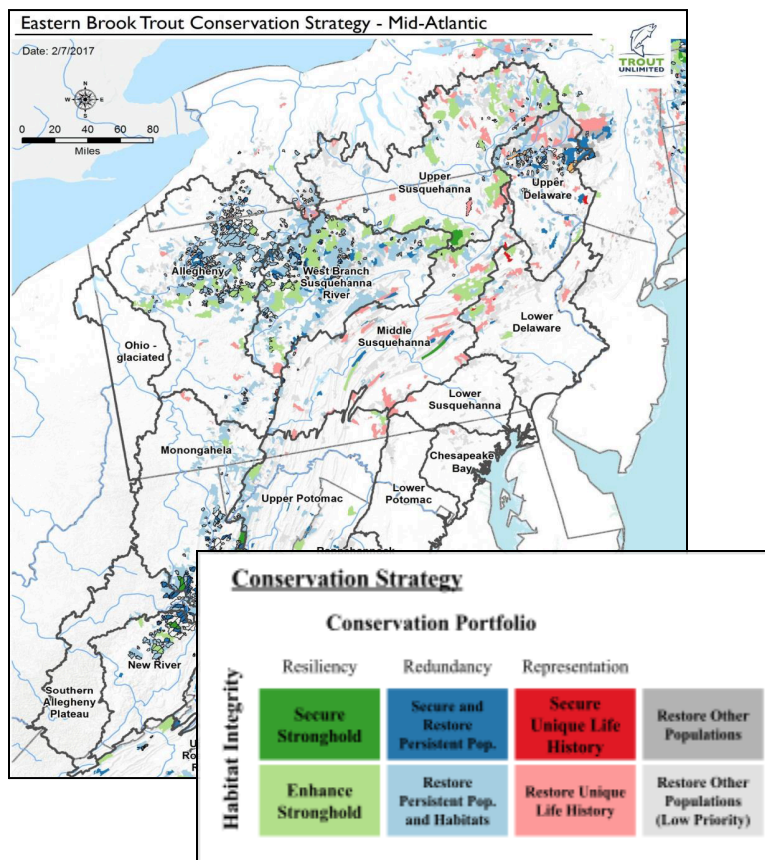 Eastern Brook Trout Conservation Strategy - Mid-Atlantic
Date: 2/7/2017
TROUT
UNLIMITED
N
W
E
S
0 20 40 60 80
Miles
Upper
Susquehanna
Upper
Delaware
Allegheny
West Branch
Susquehanna
River
Ohio -
glaciated
Middle
Susquehanna
Lower
Delaware
Lower
Susquehanna
Monongahela
Chesapeake
Bay
Upper Potomac
Lower
Potomac
New River
Southern
Allegheny
Plateau
Conservation Strategy
Conservation Portfolio
Resiliency Redundancy Representation
Habitat Integrity
Secure
Stronghold
Secure and
Restore
Persistent Pop.
Secure
Unique Life
History
Restore Other
Populations
Enhance
Stronghold
Restore
Persistent Pop.
and Habitats
Restore Unique
Life History
Restore Other
Populations
(Low Priority)